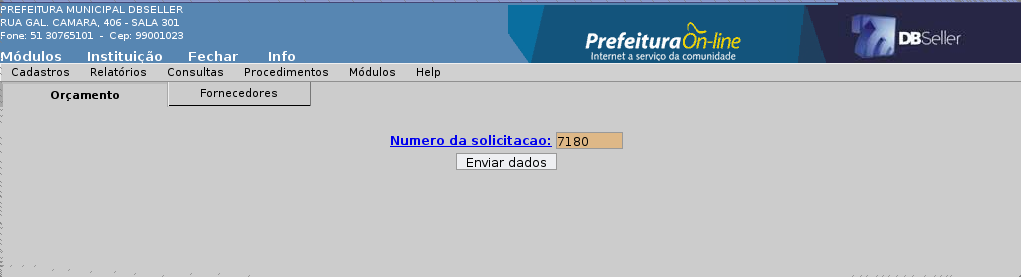 PREFEITURA MUNICIPAL DBSELLER
RUA GAL. CAMARA, 406 - SALA 301
Fone: 51 30765101 - Cep: 99001023
Módulos Instituição Fechar Info
PrefeituraOn-line
Internet a serviço da comunidade
DBSeller
Cadastros Relatórios Consultas Procedimentos Módulos Help
Orçamento Fornecedores
Numero da solicitacao: 7180
Enviar dados